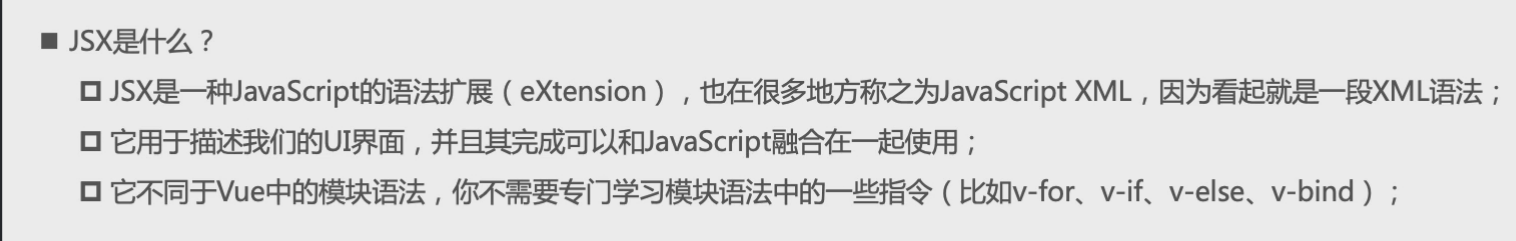 ■ JSX是什么？
□ JSX是一种JavaScript的语法扩展（eXtension），也在很多地方称之为JavaScript XML，因为看起就是一段XML语法；
□ 它用于描述我们的UI界面，并且其完成可以和JavaScript融合在一起使用；
□ 它不同于Vue中的模块语法，你不需要专门学习模块语法中的一些指令（比如v-for、v-if、v-else、v-bind）；